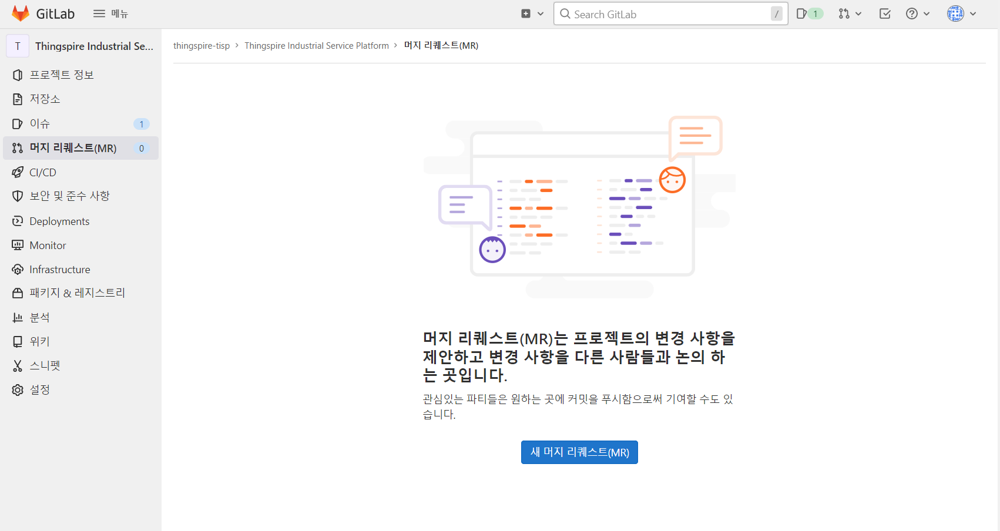 GitLab
메뉴
Search GitLab
/
1
T
Thingspire Industrial Se...
프로젝트 정보
저장소
이슈
1
머지 리퀘스트(MR)
0
CI/CD
보안 및 준수 사항
Deployments
Monitor
Infrastructure
패키지 & 레지스트리
분석
위키
스니펫
설정
thingspire-tisp > Thingspire Industrial Service Platform > 머지 리퀘스트(MR)
머지 리퀘스트(MR)는 프로젝트의 변경 사항을
제안하고 변경 사항을 다른 사람들과 논의 하
는 곳입니다.
관심있는 파티들은 원하는 곳에 커밋을 푸시함으로써 기여할 수도 있
습니다.
새 머지 리퀘스트(MR)